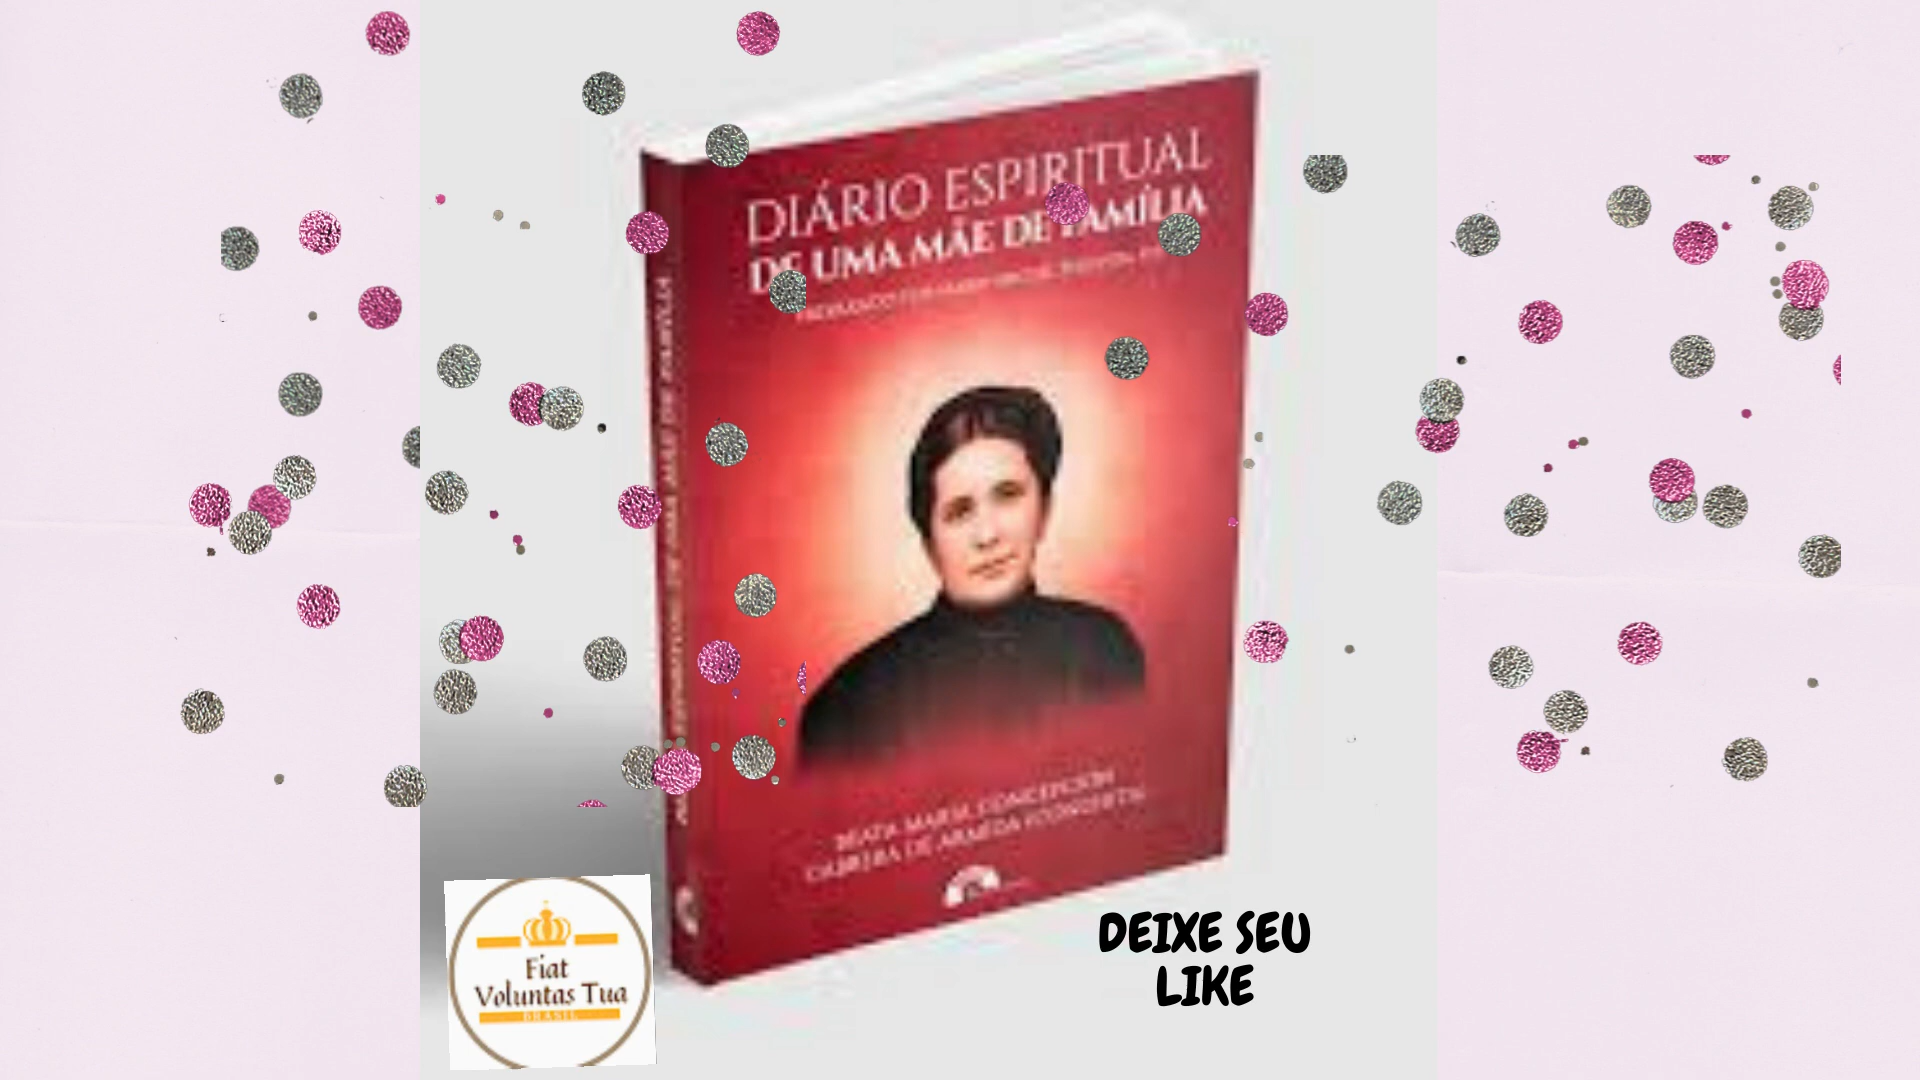 DIÁRIO ESPIRITUAL
DE UMA MÃE DE FAMÍLIA
BEATA MARIA CONCEPCIÓN
CABRERA DE ARMIDA
DEIXE SEU
LIKE
Fiat
Voluntas Tua
BRASIL